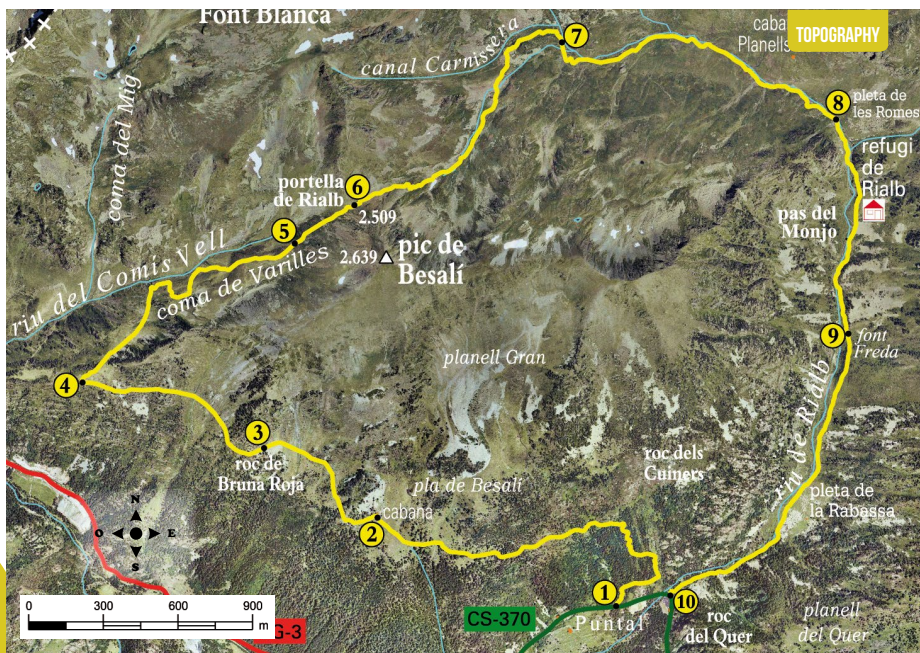 Font Blanca
caba
Planells
TOPOGRAPHY
7
canal Carnissera
coma del Mig
8
pleta de
les Romes
refugi
de
Rialb
portella
de Rialb
6
2.509
pas del
Monjo
5
2.639
pic de
Besalí
riu del Comis Vell
coma de Varilles
9
font
Freda
planell Gran
4
riu de Rialb
3
roc de
Bruna Roja
roc dels
Cuiners
pla de Besalí
pleta de
la Rabassa
cabana
2
N
O
E
S
0
300
600
900
m
G-3
CS-370
1
Puntal
10
roc
del Quer
planell
del Quer